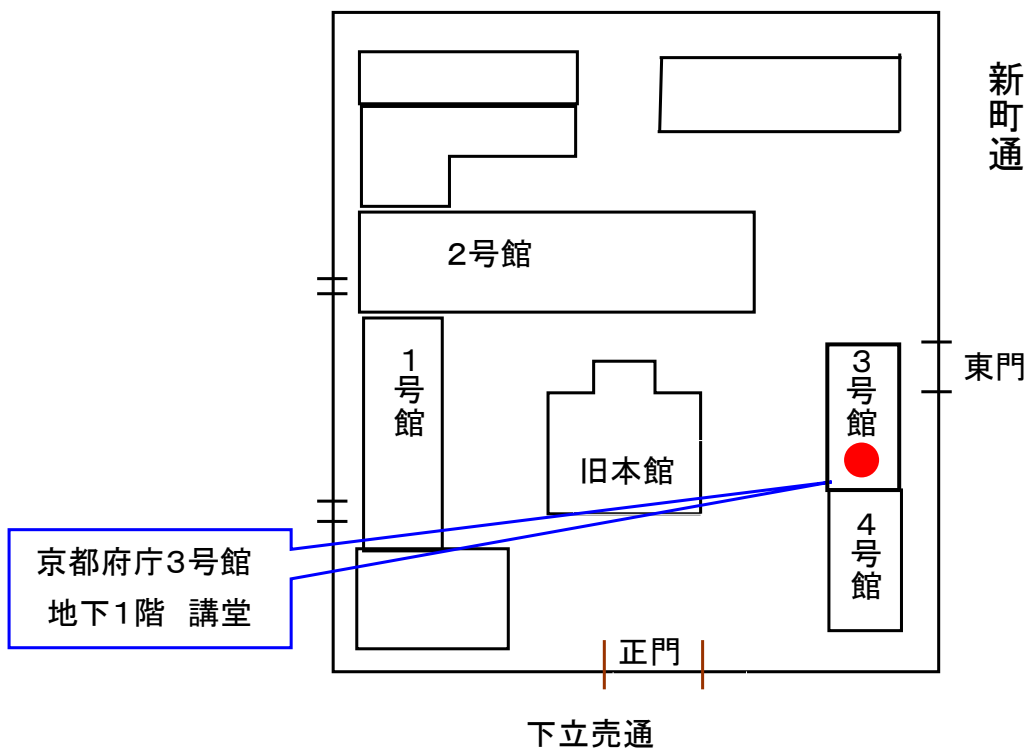 新町通
2号館
1号館
3号館
東門
旧本館
4号館
京都府庁3号館
地下1階　講堂
正門
下立売通